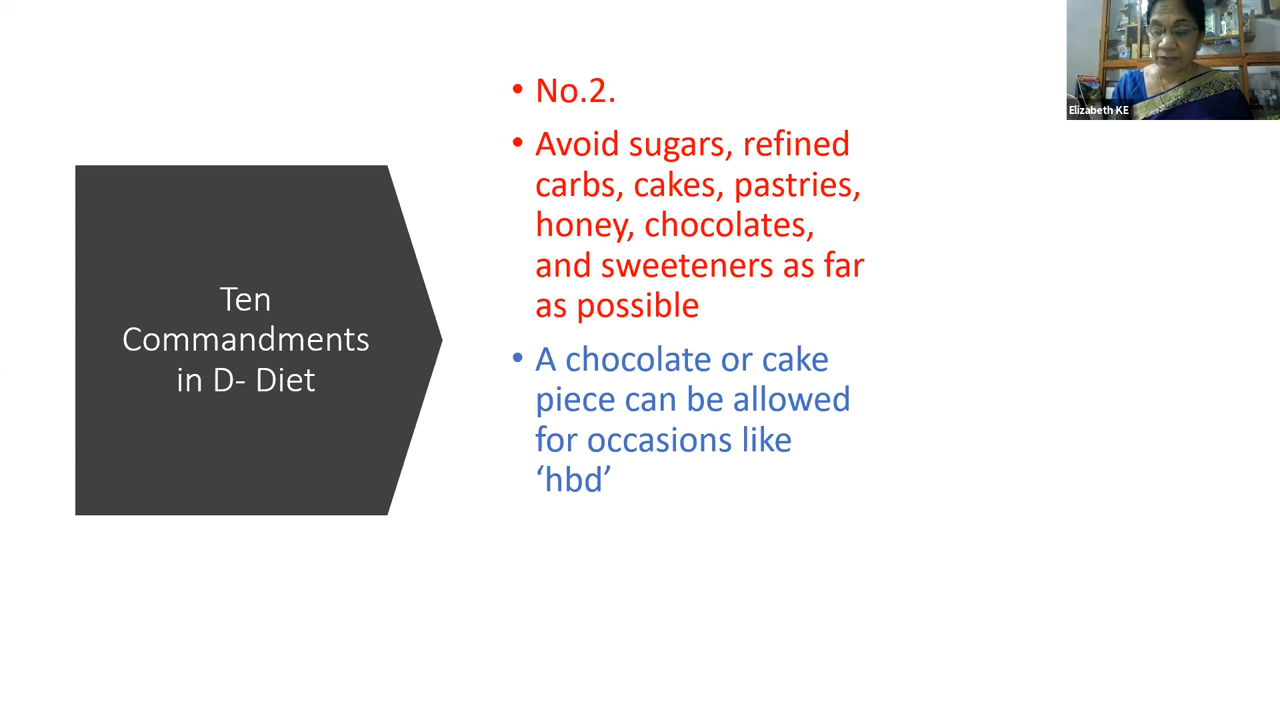 Ten
Commandments
in D- Diet
• No.2.
• Avoid sugars, refined
carbs, cakes, pastries,
honey, chocolates,
and sweeteners as far
as possible
• A chocolate or cake
piece can be allowed
for occasions like
‘hbd’
Elizabeth KE